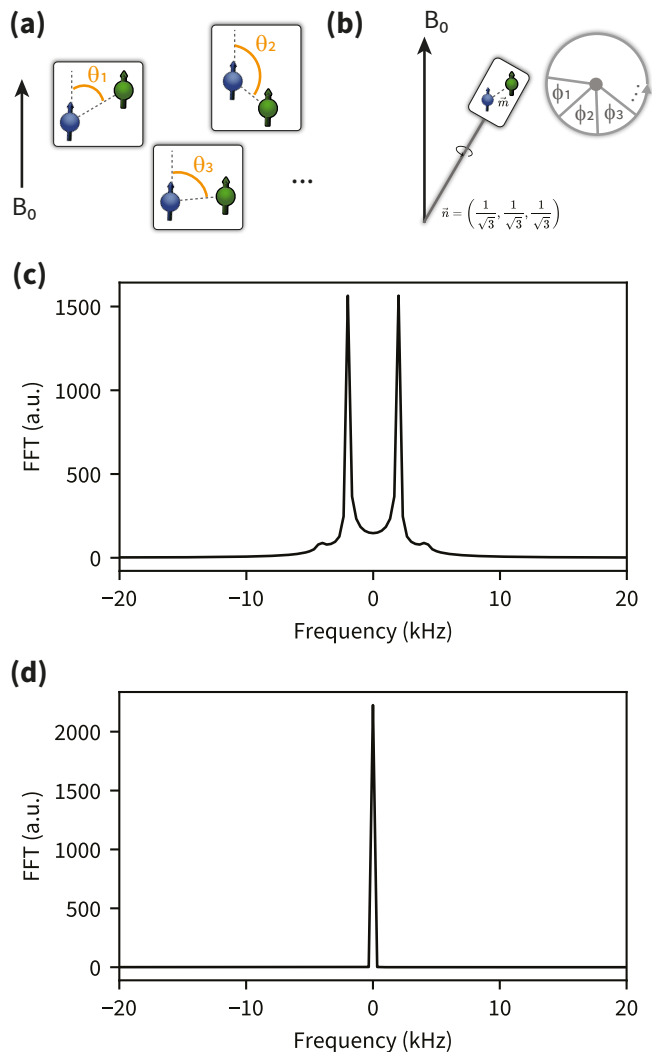 (a)
B₀
θ₁
θ₂
θ₃
...
(b)
B₀
m⃗
n⃗ = (1/√3, 1/√3, 1/√3)
ϕ₁
ϕ₂
ϕ₃
...
(c)
FFT (a.u.)
1500
1000
500
0
−20 −10 0 10 20
Frequency (kHz)
(d)
FFT (a.u.)
2000
1500
1000
500
0
−20 −10 0 10 20
Frequency (kHz)